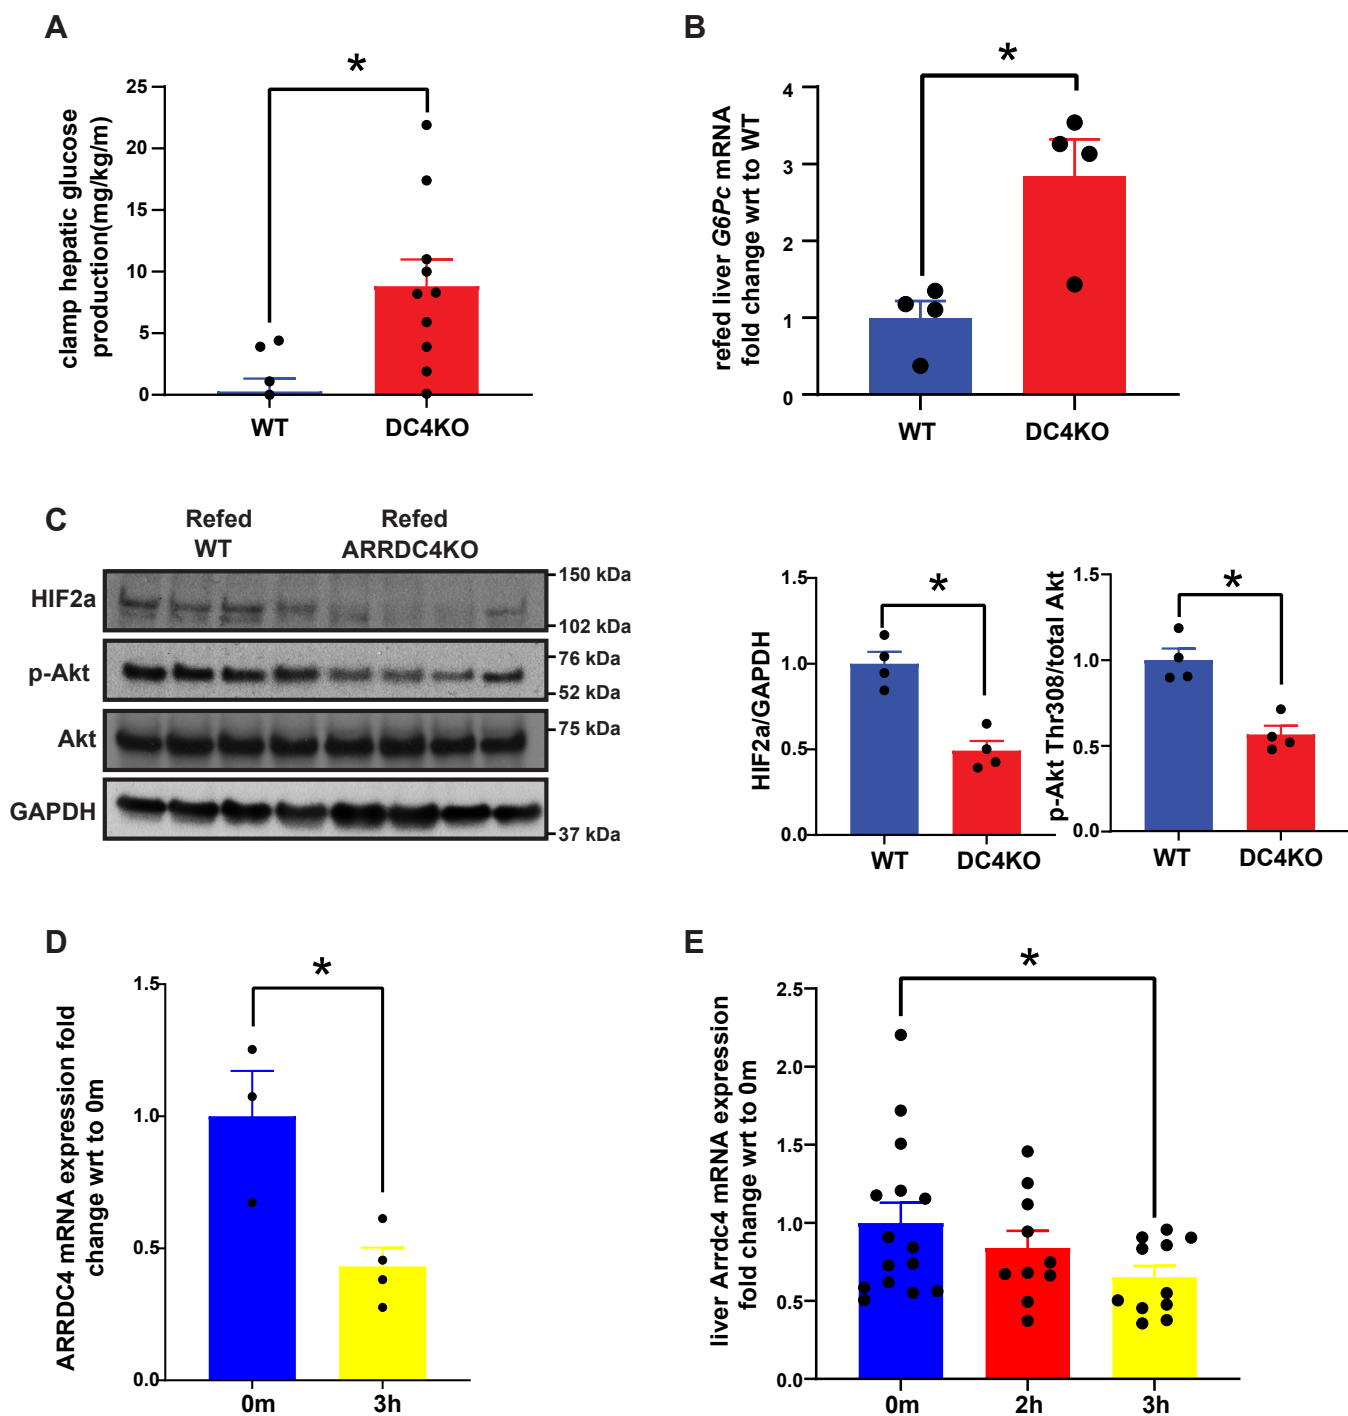 A
clamp hepatic glucose
production(mg/kg/m)
25
20
15
10
5
0
*
WT
DC4KO
B
refed liver G6Pc mRNA
fold change wrt to WT
4
3
2
1
0
*
WT
DC4KO
C
Refed
WT
Refed
ARRDC4KO
HIF2a
150 kDa
102 kDa
p-Akt
76 kDa
52 kDa
Akt
75 kDa
GAPDH
37 kDa
HIF2a/GAPDH
1.5
1.0
0.5
0.0
*
WT
DC4KO
p-Akt Thr308/total Akt
1.5
1.0
0.5
0.0
*
WT
DC4KO
D
ARRDC4 mRNA expression fold
change wrt to 0m
1.5
1.0
0.5
0.0
*
0m
3h
E
liver Arrdc4 mRNA expression
fold change wrt to 0m
2.5
2.0
1.5
1.0
0.5
0.0
*
0m
2h
3h